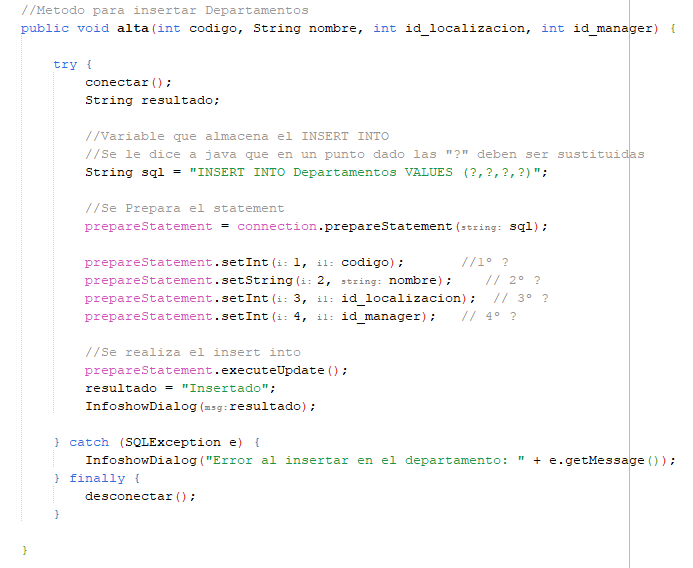 //Metodo para insertar Departamentos
public void alta(int codigo, String nombre, int id_localizacion, int id_manager) {
try {
conectar();
String resultado;
//Variable que almacena el INSERT INTO
//Se le dice a java que en un punto dado las "?" deben ser sustituidas
String sql = "INSERT INTO Departamentos VALUES (?,?,?,?)";
//Se Prepara el statement
prepareStatement = connection.prepareStatement(string: sql);
prepareStatement.setInt(i: 1, i1: codigo); //1º ?
prepareStatement.setString(i: 2, string: nombre); // 2º ?
prepareStatement.setInt(i: 3, i1: id_localizacion); // 3º ?
prepareStatement.setInt(i: 4, i1: id_manager); // 4º ?
//Se realiza el insert into
prepareStatement.executeUpdate();
resultado = "Insertado";
InfoshowDialog(msg:resultado);
} catch (SQLException e) {
InfoshowDialog("Error al insertar en el departamento: " + e.getMessage());
} finally {
desconectar();
}
}